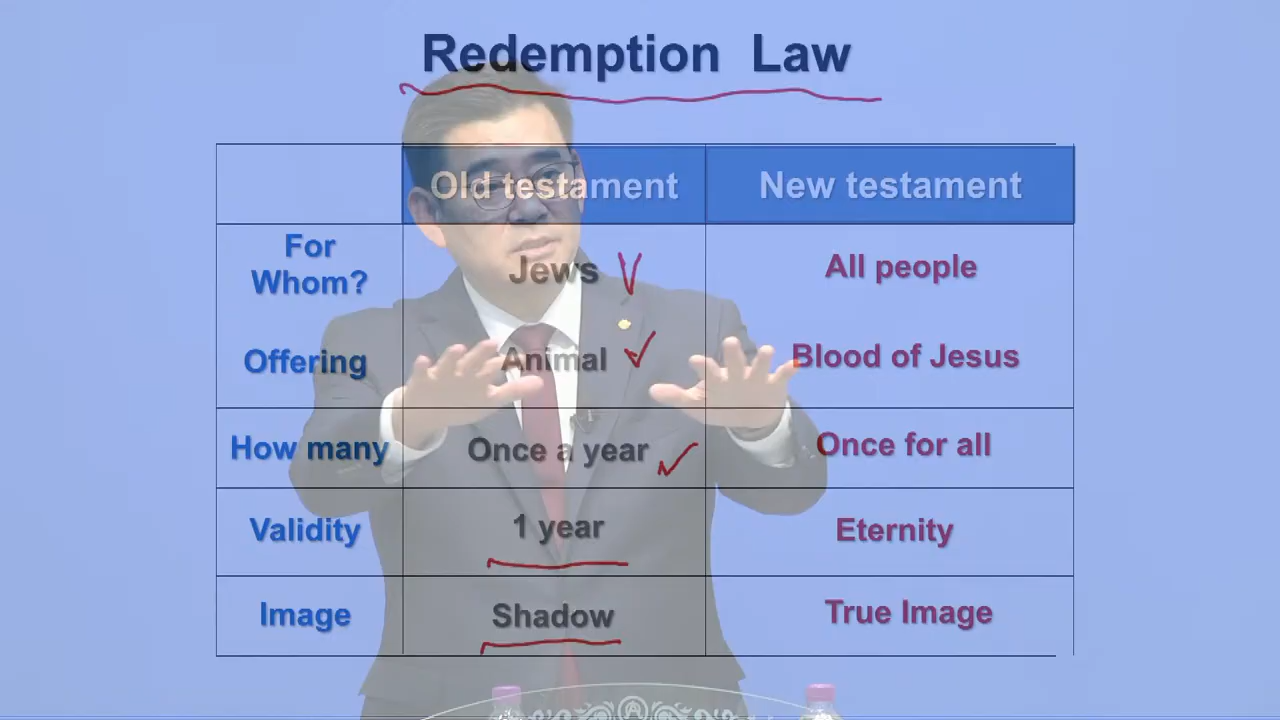 Redemption Law
Old testament New testament
For
Whom? Jews All people
Offering Animal Blood of Jesus
How many Once a year Once for all
Validity 1 year Eternity
Image Shadow True Image